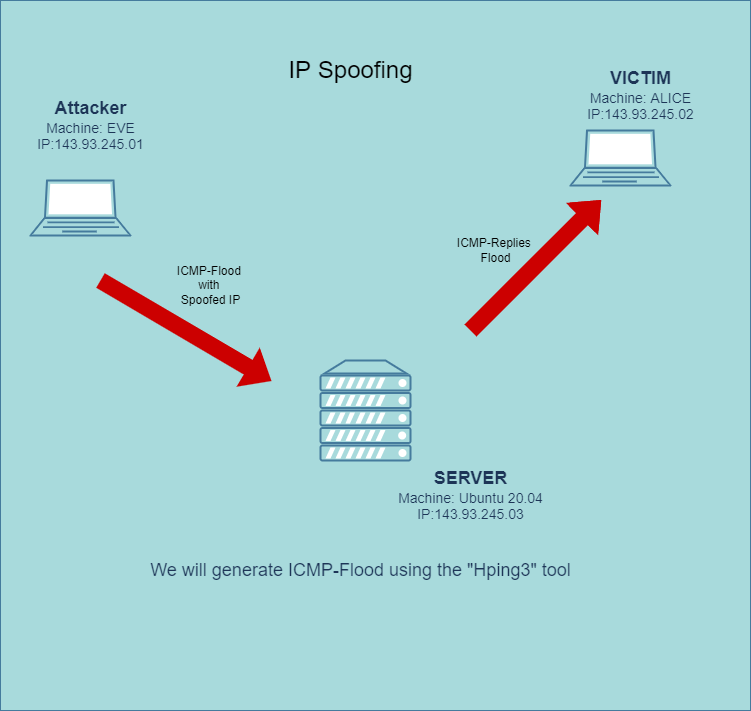 IP Spoofing
Attacker
Machine: EVE
IP:143.93.245.01
VICTIM
Machine: ALICE
IP:143.93.245.02
ICMP-Flood
with
Spoofed IP
ICMP-Replies
Flood
SERVER
Machine: Ubuntu 20.04
IP:143.93.245.03
We will generate ICMP-Flood using the "Hping3" tool